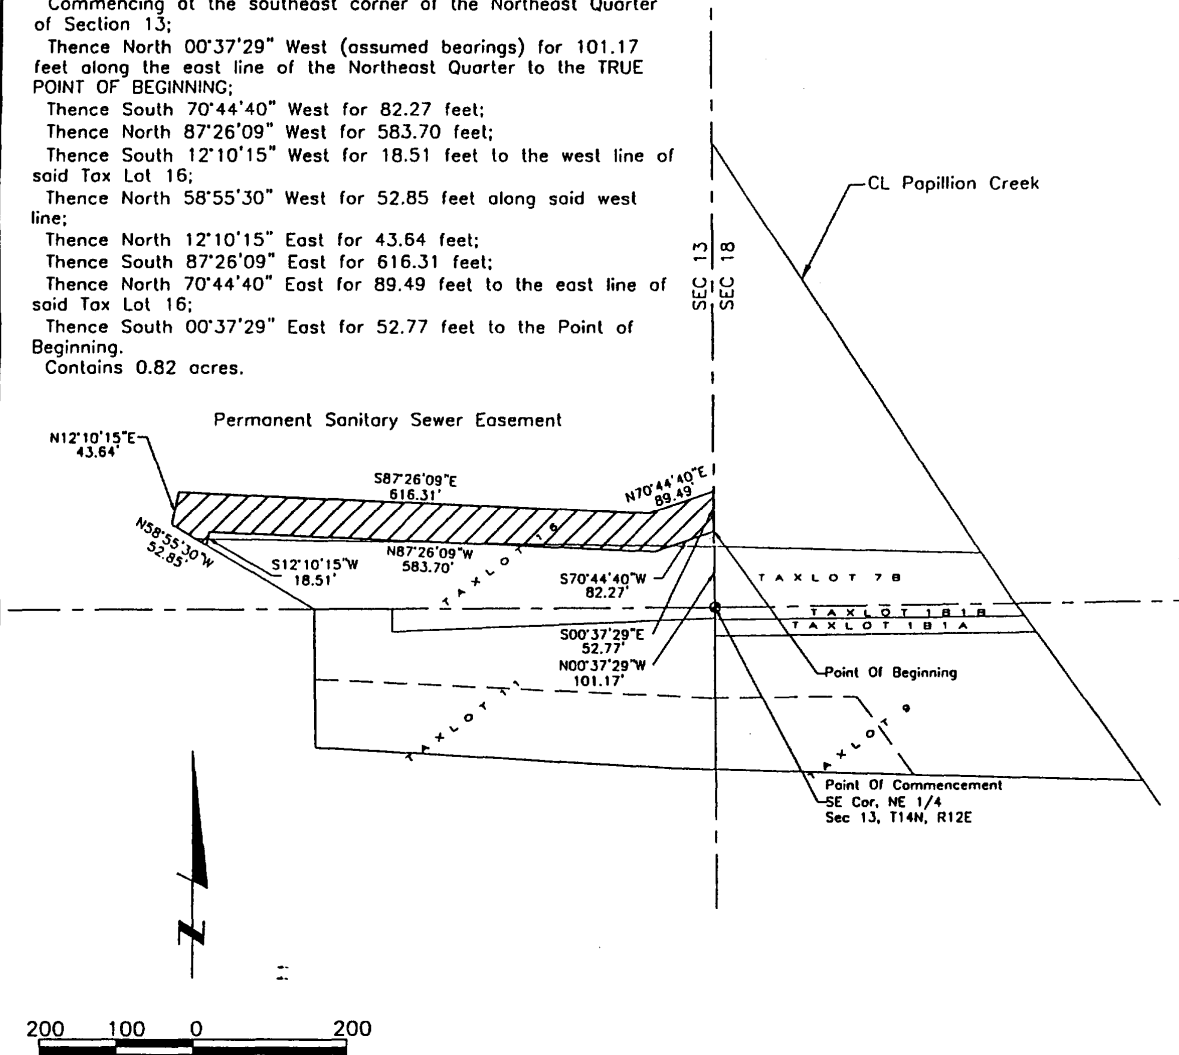 Commencing at the southeast corner of the Northeast Quarter
of Section 13;
Thence North 00°37'29" West (assumed bearings) for 101.17
feet along the east line of the Northeast Quarter to the TRUE
POINT OF BEGINNING;
Thence South 70°44'40" West for 82.27 feet;
Thence North 87°26'09" West for 583.70 feet;
Thence South 12°10'15" West for 18.51 feet to the west line of
said Tax Lot 16;
Thence North 58°55'30" West for 52.85 feet along said west
line;
Thence North 12°10'15" East for 43.64 feet;
Thence South 87°26'09" East for 616.31 feet;
Thence North 70°44'40" East for 89.49 feet to the east line of
said Tax Lot 16;
Thence South 00°37'29" East for 52.77 feet to the Point of
Beginning.
Contains 0.82 acres.
CL Papillion Creek
SEC 13
SEC 18
Permanent Sanitary Sewer Easement
N12°10'15"E
43.64'
S87°26'09"E
616.31'
N70°44'40"E
89.49'
N58°55'30"W
52.85'
S12°10'15"W
18.51'
N87°26'09"W
583.70'
TAXLOT 16
S70°44'40"W
82.27'
TAXLOT 7B
TAXLOT 1B1B
TAXLOT 1B1A
S00°37'29"E
52.77'
N00°37'29"W
101.17'
Point Of Beginning
TAXLOT 11
TAXLOT 9
Point Of Commencement
SE Cor, NE 1/4
Sec 13, T14N, R12E
N
200 100 0 200